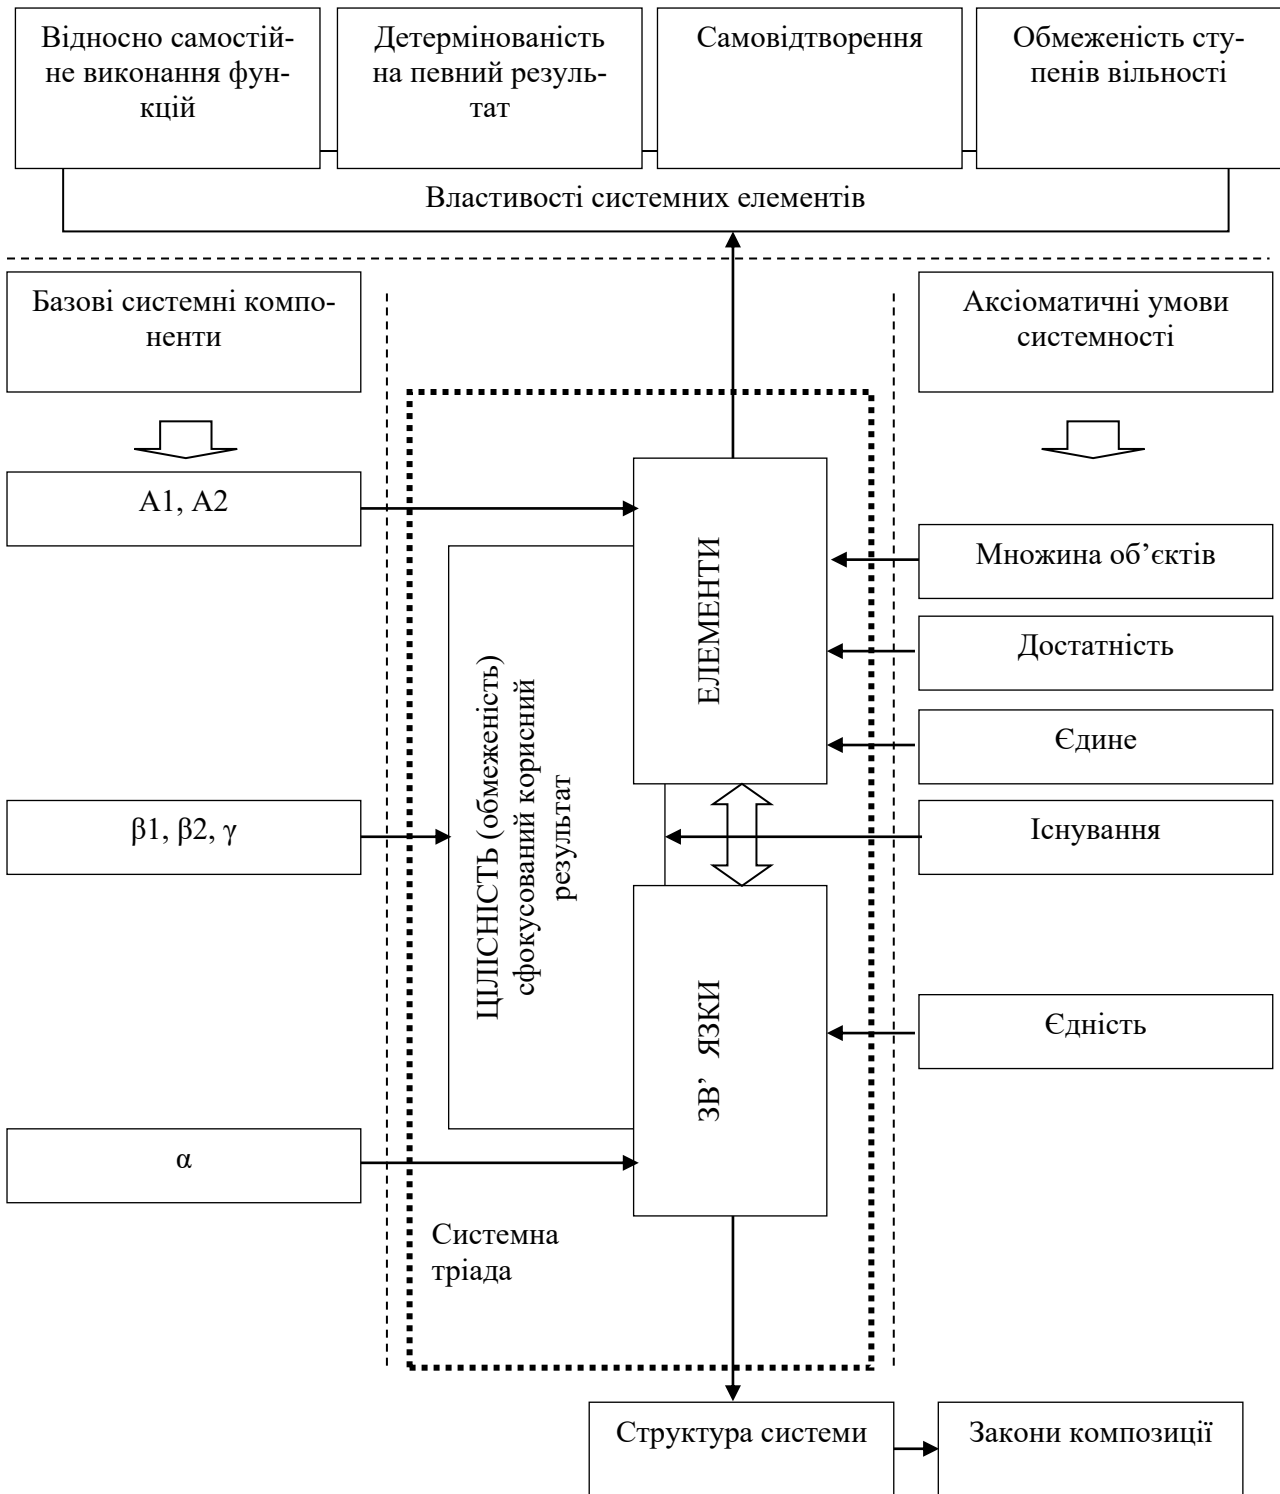 Відносно самостій-
не виконання фун-
кцій
Детермінованість
на певний резуль-
тат
Самовідтворення
Обмеженість сту-
пенів вільності
Властивості системних елементів
Базові системні компо-
ненти
Аксіоматичні умови
системності
А1, А2
ЕЛЕМЕНТИ
Множина об’єктів
Достатність
Єдине
β1, β2, γ
ЦІЛІСНІСТЬ (обмеженість)
сфокусований корисний
результат
Існування
ЗВ’ ЯЗКИ
Єдність
α
Системна
тріада
Структура системи
Закони композиції